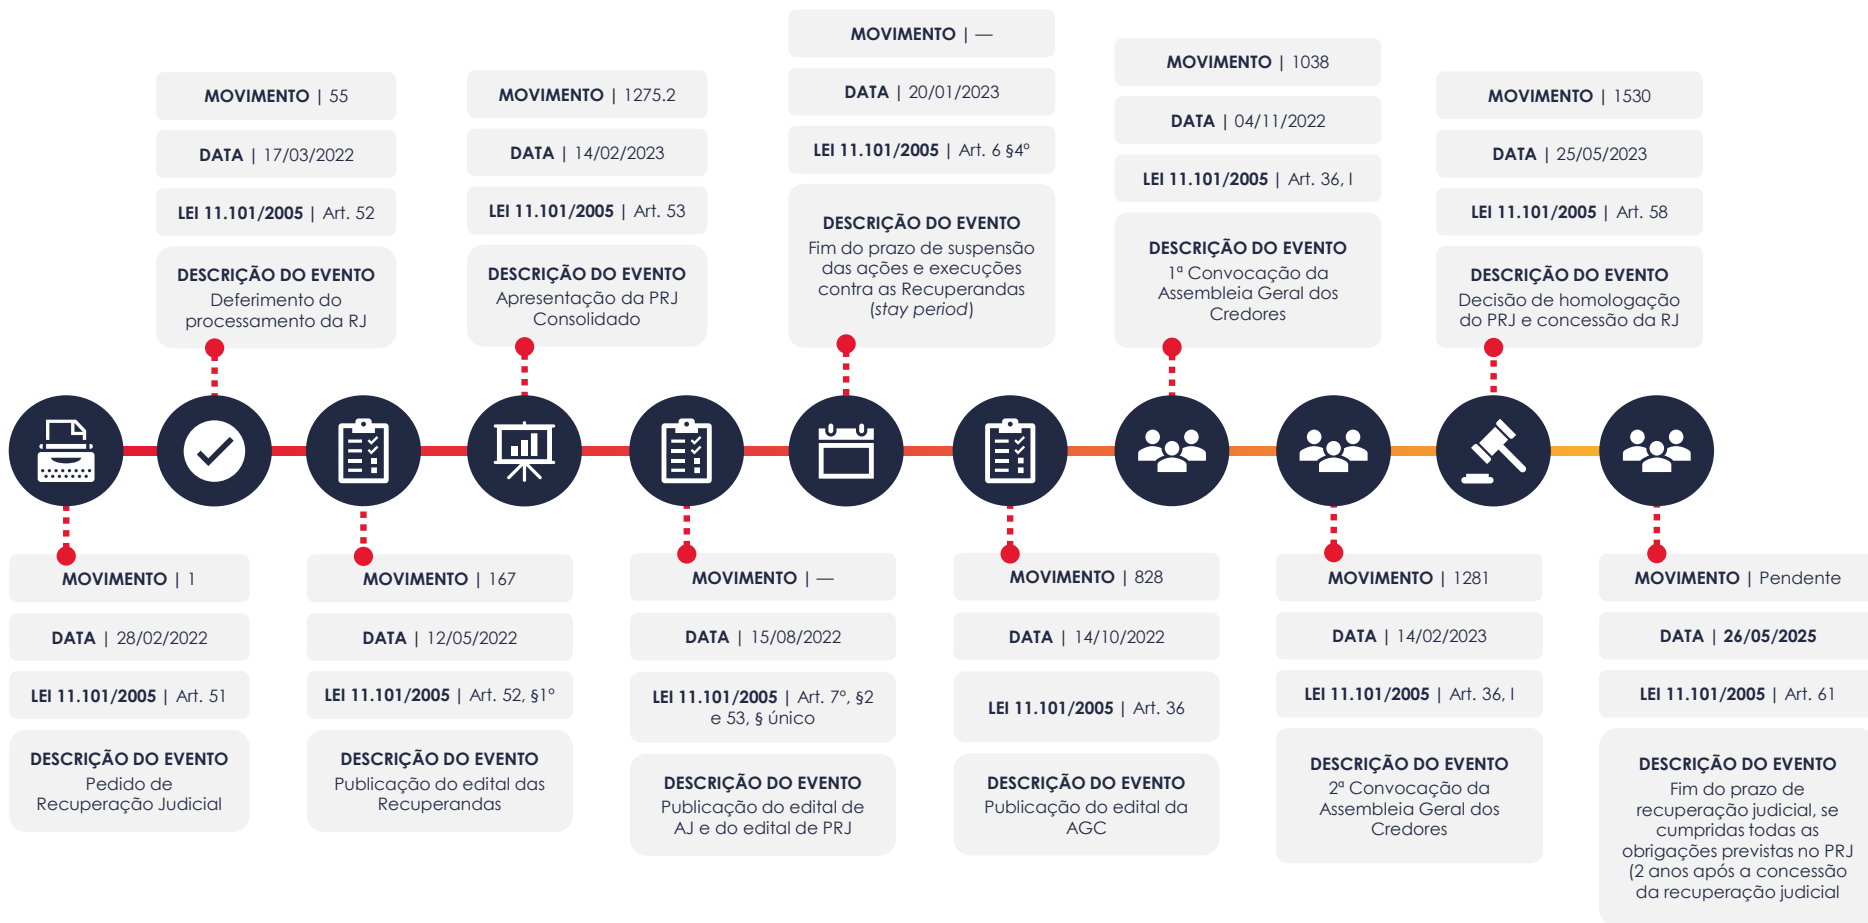 MOVIMENTO | 1
DATA | 28/02/2022
LEI 11.101/2005 | Art. 51
DESCRIÇÃO DO EVENTO
Pedido de
Recuperação Judicial
MOVIMENTO | 55
DATA | 17/03/2022
LEI 11.101/2005 | Art. 52
DESCRIÇÃO DO EVENTO
Deferimento do
processamento da RJ
MOVIMENTO | 167
DATA | 12/05/2022
LEI 11.101/2005 | Art. 52, §1º
DESCRIÇÃO DO EVENTO
Publicação do edital das
Recuperandas
MOVIMENTO | 1275.2
DATA | 14/02/2023
LEI 11.101/2005 | Art. 53
DESCRIÇÃO DO EVENTO
Apresentação da PRJ
Consolidado
MOVIMENTO | —
DATA | 15/08/2022
LEI 11.101/2005 | Art. 7º, §2
e 53, § único
DESCRIÇÃO DO EVENTO
Publicação do edital de
AJ e do edital de PRJ
MOVIMENTO | —
DATA | 20/01/2023
LEI 11.101/2005 | Art. 6 §4º
DESCRIÇÃO DO EVENTO
Fim do prazo de suspensão
das ações e execuções
contra as Recuperandas
(stay period)
MOVIMENTO | 828
DATA | 14/10/2022
LEI 11.101/2005 | Art. 36
DESCRIÇÃO DO EVENTO
Publicação do edital da
AGC
MOVIMENTO | 1038
DATA | 04/11/2022
LEI 11.101/2005 | Art. 36, I
DESCRIÇÃO DO EVENTO
1ª Convocação da
Assembleia Geral dos
Credores
MOVIMENTO | 1281
DATA | 14/02/2023
LEI 11.101/2005 | Art. 36, I
DESCRIÇÃO DO EVENTO
2ª Convocação da
Assembleia Geral dos
Credores
MOVIMENTO | 1530
DATA | 25/05/2023
LEI 11.101/2005 | Art. 58
DESCRIÇÃO DO EVENTO
Decisão de homologação
do PRJ e concessão da RJ
MOVIMENTO | Pendente
DATA | 26/05/2025
LEI 11.101/2005 | Art. 61
DESCRIÇÃO DO EVENTO
Fim do prazo de
recuperação judicial, se
cumpridas todas as
obrigações previstas no PRJ
(2 anos após a concessão
da recuperação judicial